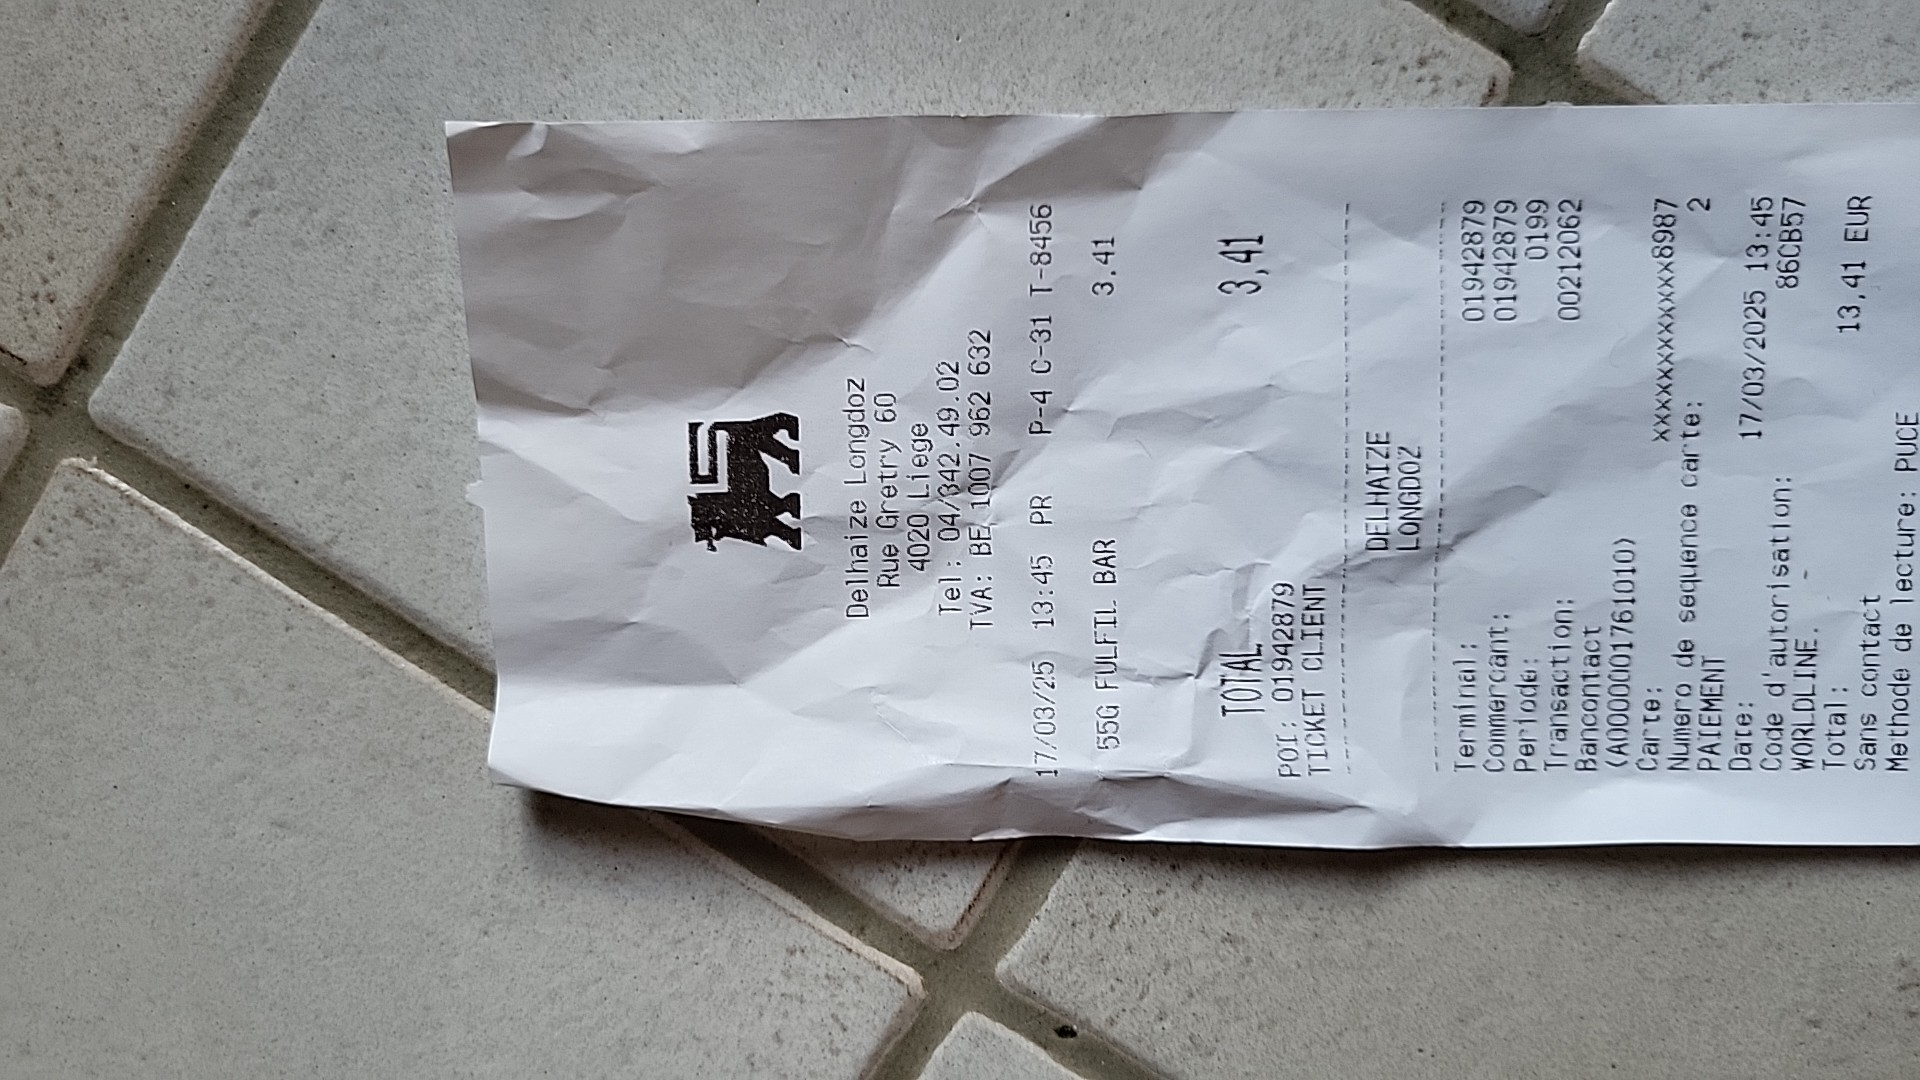 Delhaize Longdoz
Rue Gretry 60
4020 Liege
Tel: 04/342.49.02
TVA: BE 1007 962 632
17/03/25 13:45 PR P-4 C-31 T-8456
55G FULFIL BAR 3.41
TOTAL 3,41
POI: 01942879
TICKET CLIENT
DELHAIZE
LONGDOZ
Terminal: 01942879
Commercant: 01942879
Periode: 0199
Transaction: 00212062
Bancontact
(A0000001761010)
Carte: xxxxxxxxxxxxx8987
Numero de sequence carte: 2
PAIEMENT
Date: 17/03/2025 13:45
Code d'autorisation: 86CB57
WORLDLINE. -
Total: 13,41 EUR
Sans contact
Methode de lecture: PUCE